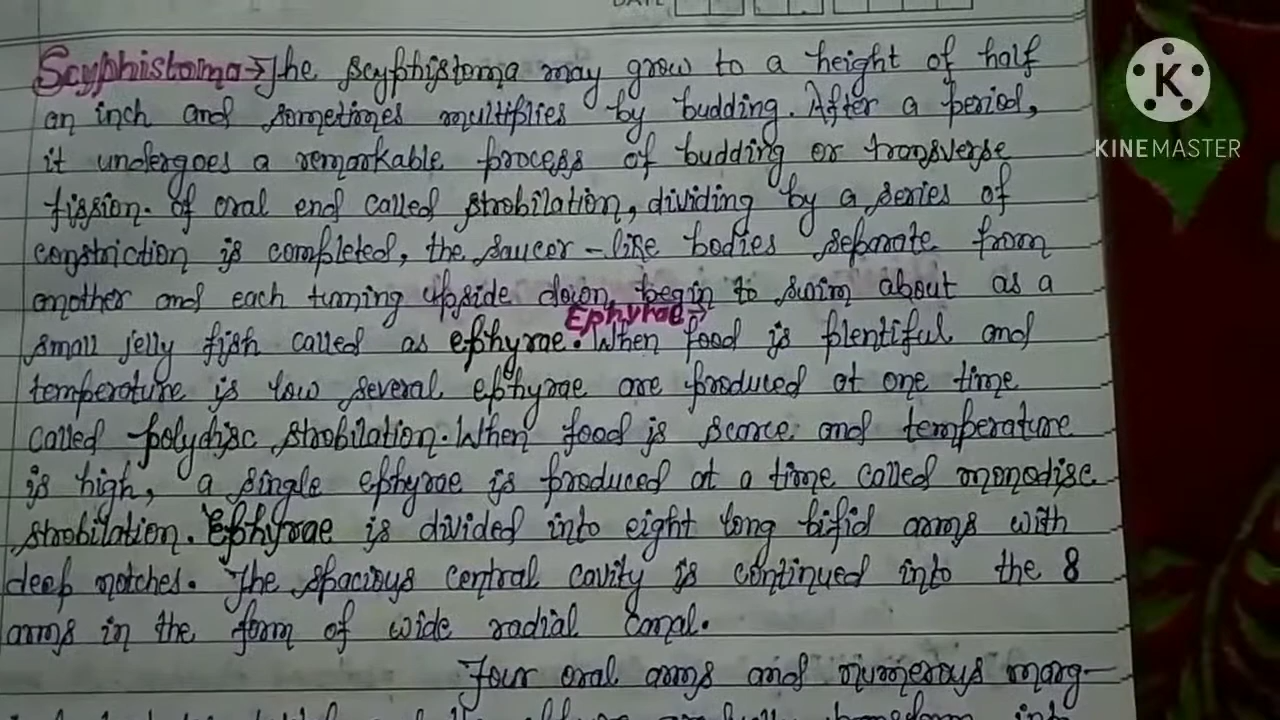 DATE
Scyphistoma→The scyphistoma may grow to a height of half
an inch and sometimes multiplies by budding. After a period,
it undergoes a remarkable process of budding or transverse
fission. Of oral end called strobilation, dividing by a series of
constriction is completed, the saucer-like bodies separate from
another and each turning upside down, begin to swim about as a
Ephyrae→
small jelly fish called as ephyrae. When food is plentiful and
temperature is low several ephyrae are produced at one time
called polydisc strobilation. When food is scarce and temperature
is high, a single ephyrae is produced at a time called monodisc
strobilation. Ephyrae is divided into eight long bifid arms with
deep notches. The spacious central cavity is continued into the 8
arms in the form of wide radial canal.
Four oral arms and numerous marg-
K
KINEMASTER